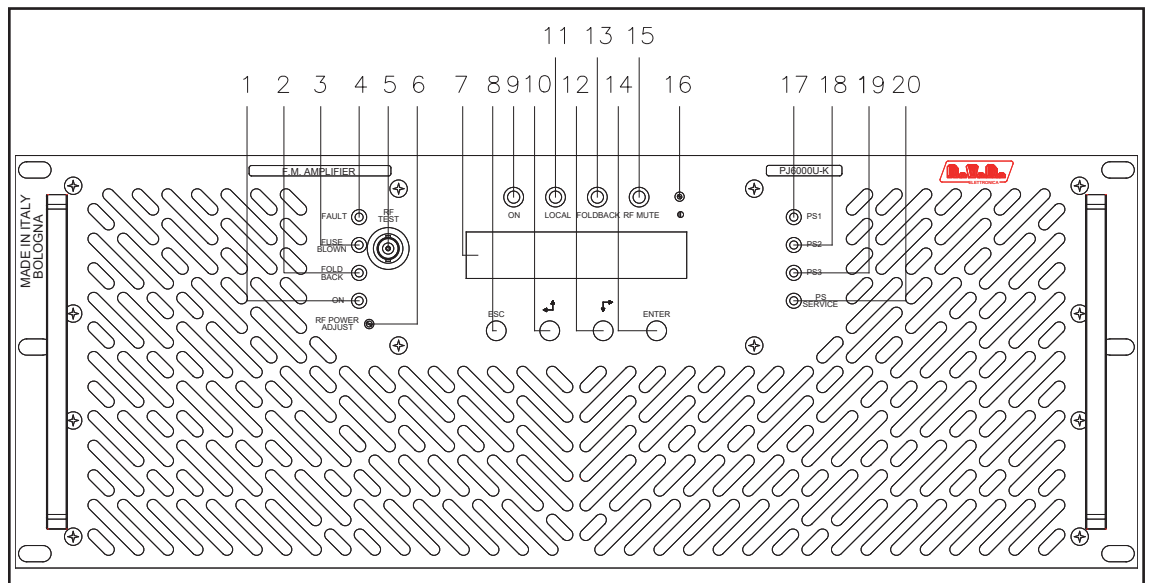 11 13 15
1 2 3 4 5 6 7 8 9 10 12 14 16 17 18 19 20
F.M. AMPLIFIER
PJ6000U-K
R.V.R.
ELETTRONICA
MADE IN ITALY
BOLOGNA
FAULT
RF
TEST
FUSE
BLOWN
FOLD
BACK
ON
RF POWER
ADJUST
ON LOCAL FOLDBACK RF MUTE
ESC
ENTER
PS1
PS2
PS3
PS
SERVICE